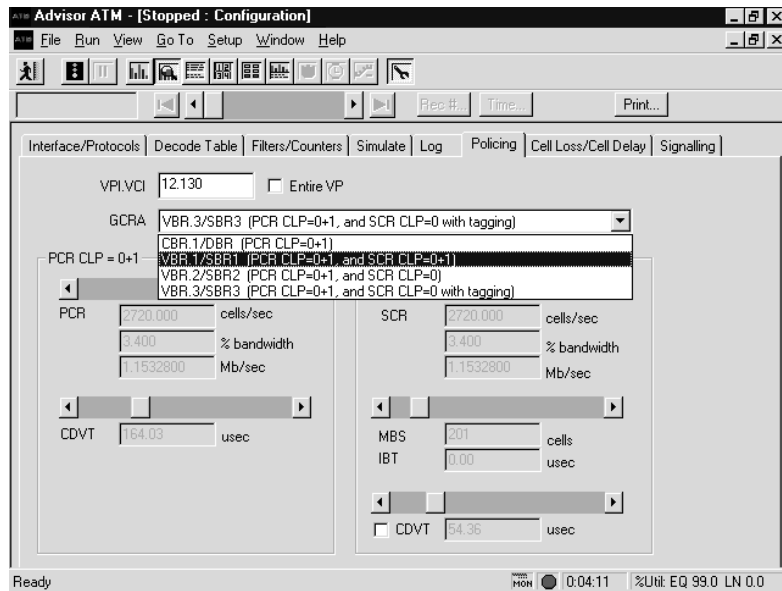 Advisor ATM - [Stopped : Configuration]
File Run View Go To Setup Window Help
Rec #... Time... Print...
Interface/Protocols Decode Table Filters/Counters Simulate Log Policing Cell Loss/Cell Delay Signalling
VPI.VCI 12.130 Entire VP
GCRA VBR.3/SBR3 (PCR CLP=0+1, and SCR CLP=0 with tagging)
CBR.1/DBR (PCR CLP=0+1)
VBR.1/SBR1 (PCR CLP=0+1, and SCR CLP=0+1)
VBR.2/SBR2 (PCR CLP=0+1, and SCR CLP=0)
VBR.3/SBR3 (PCR CLP=0+1, and SCR CLP=0 with tagging)
PCR CLP = 0+1
PCR 2720.000 cells/sec
3.400 % bandwidth
1.1532800 Mb/sec
CDVT 164.03 usec
SCR 2720.000 cells/sec
3.400 % bandwidth
1.1532800 Mb/sec
MBS 201 cells
IBT 0.00 usec
CDVT 54.36 usec
Ready MON 0:04:11 %Util: EQ 99.0 LN 0.0